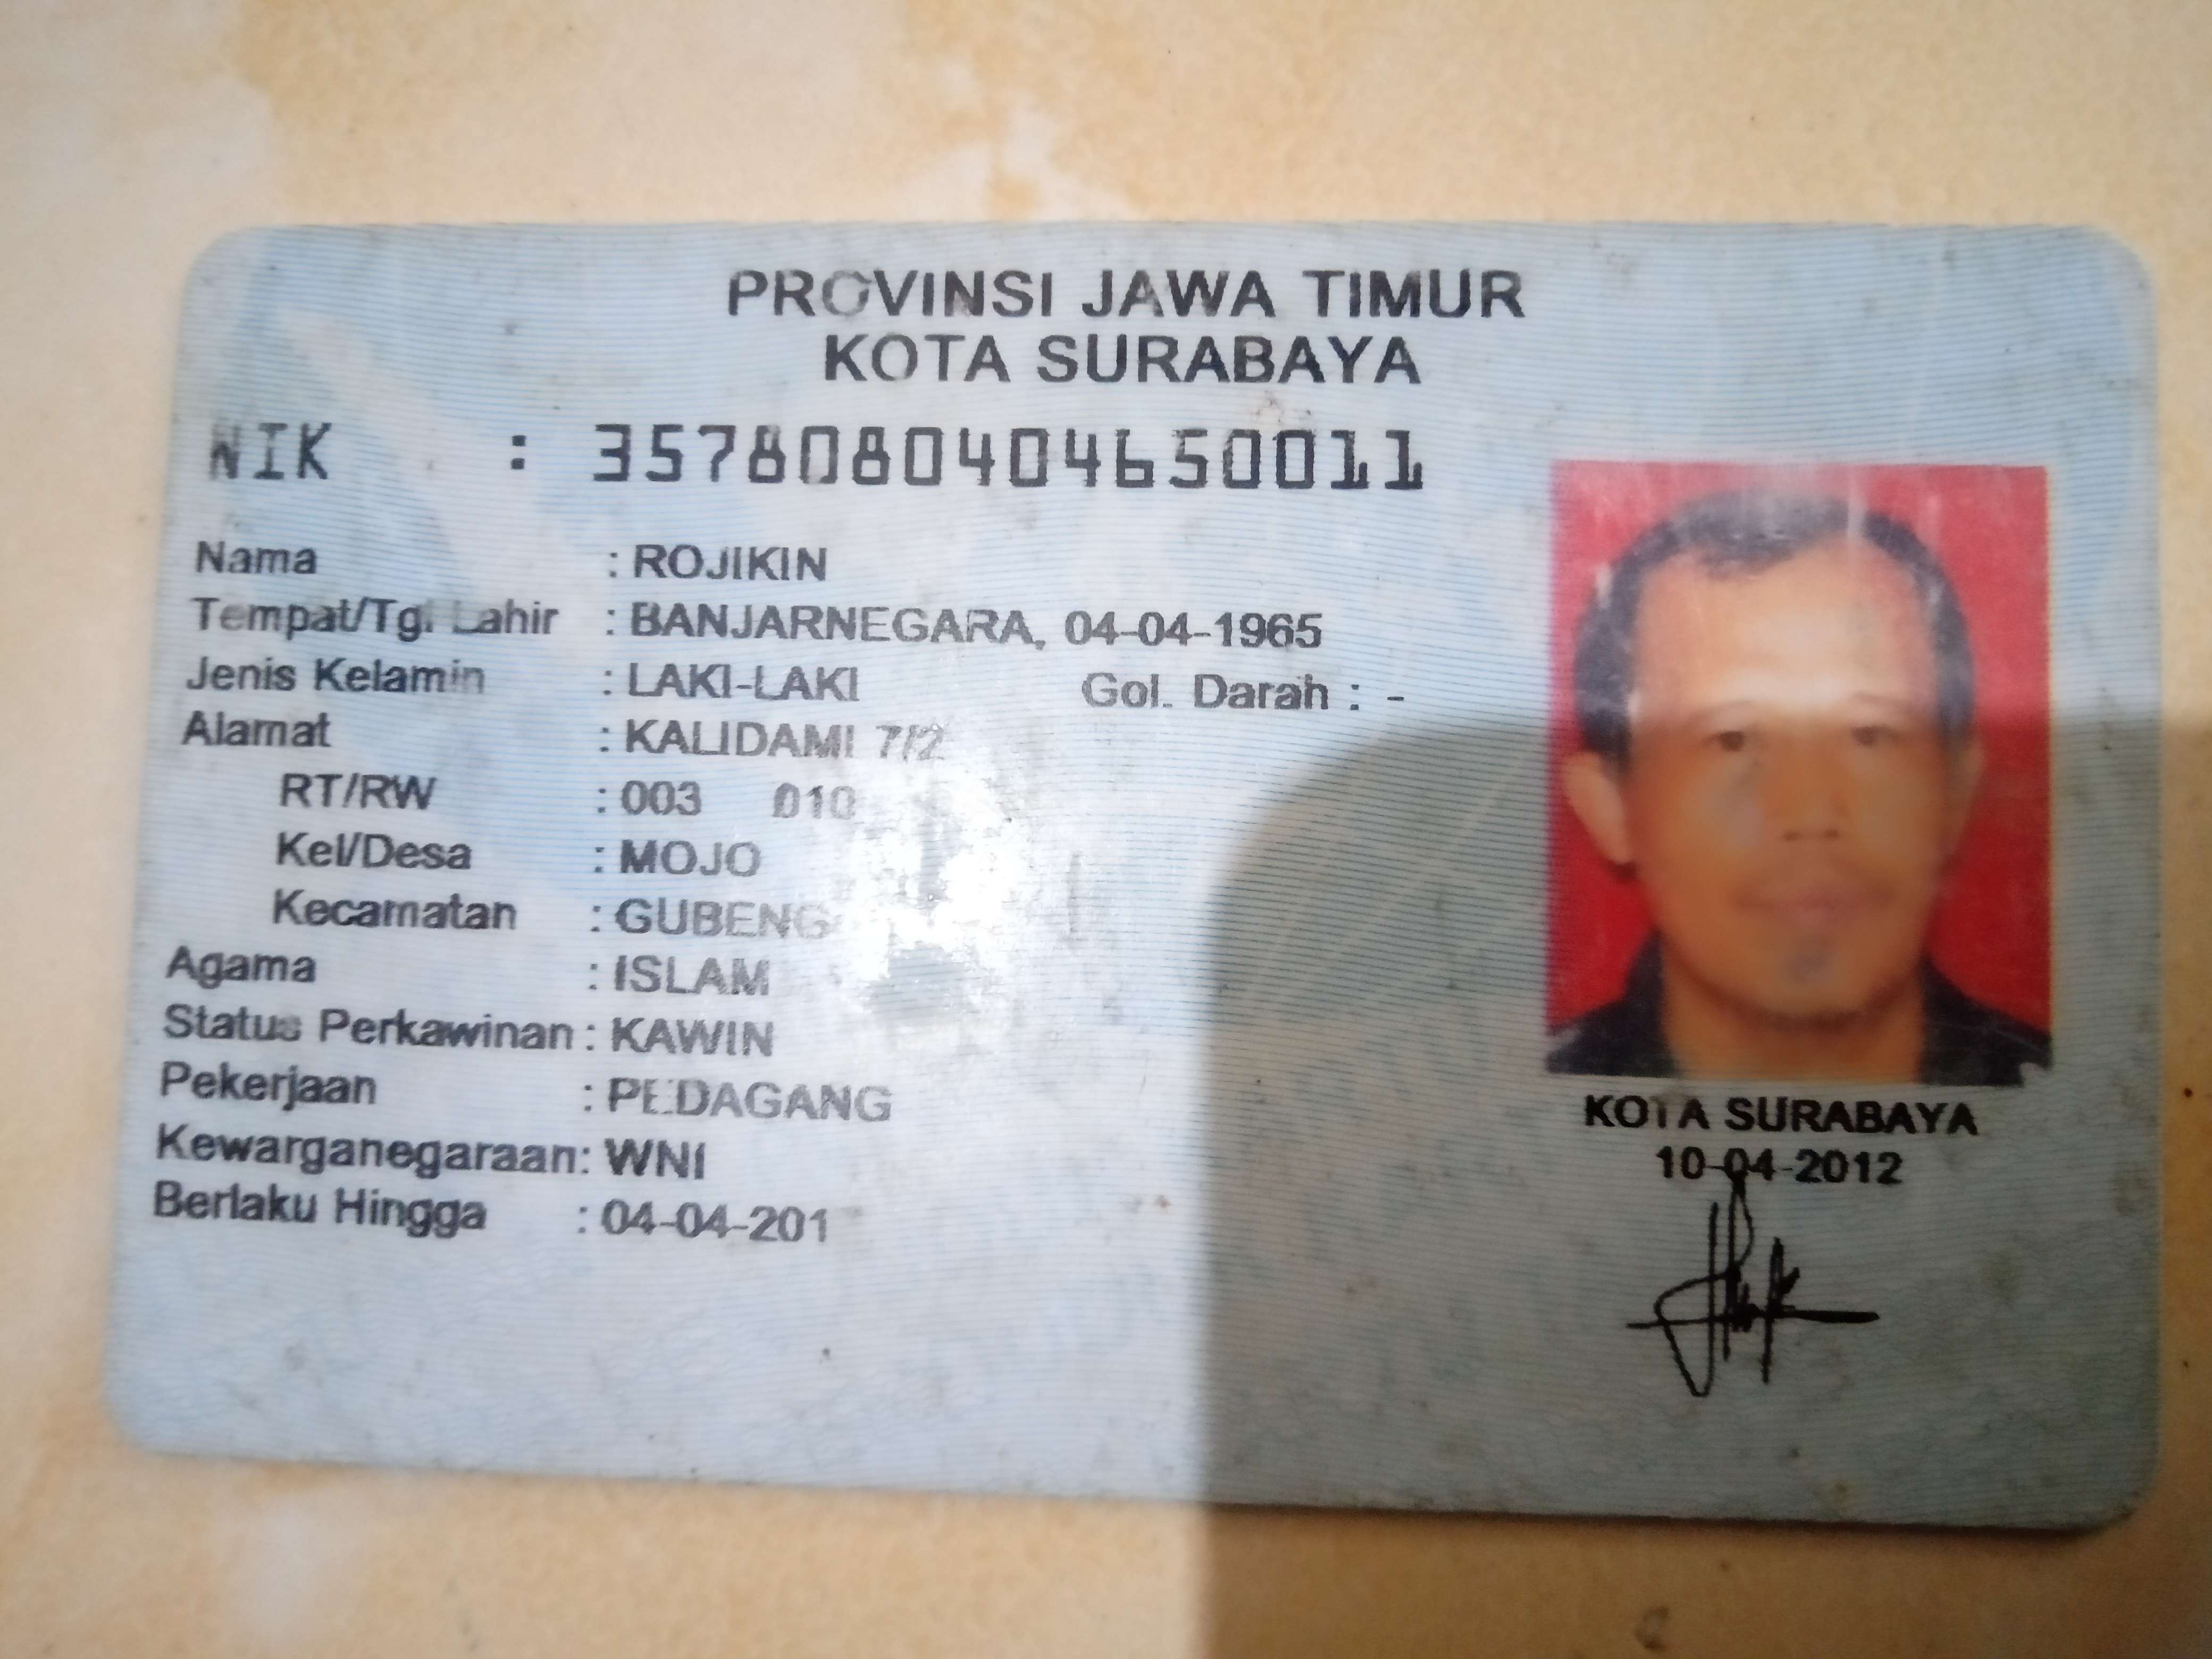 PROVINSI JAWA TIMUR
KOTA SURABAYA
NIK : 3578080404650011
Nama : ROJIKIN
Tempat/Tgl Lahir : BANJARNEGARA, 04-04-1965
Jenis Kelamin : LAKI-LAKI Gol. Darah : -
Alamat : KALIDAMI 7/2
RT/RW : 003 010
Kel/Desa : MOJO
Kecamatan : GUBENG
Agama : ISLAM
Status Perkawinan : KAWIN
Pekerjaan : PEDAGANG
Kewarganegaraan : WNI
Berlaku Hingga : 04-04-201
KOTA SURABAYA
10-04-2012